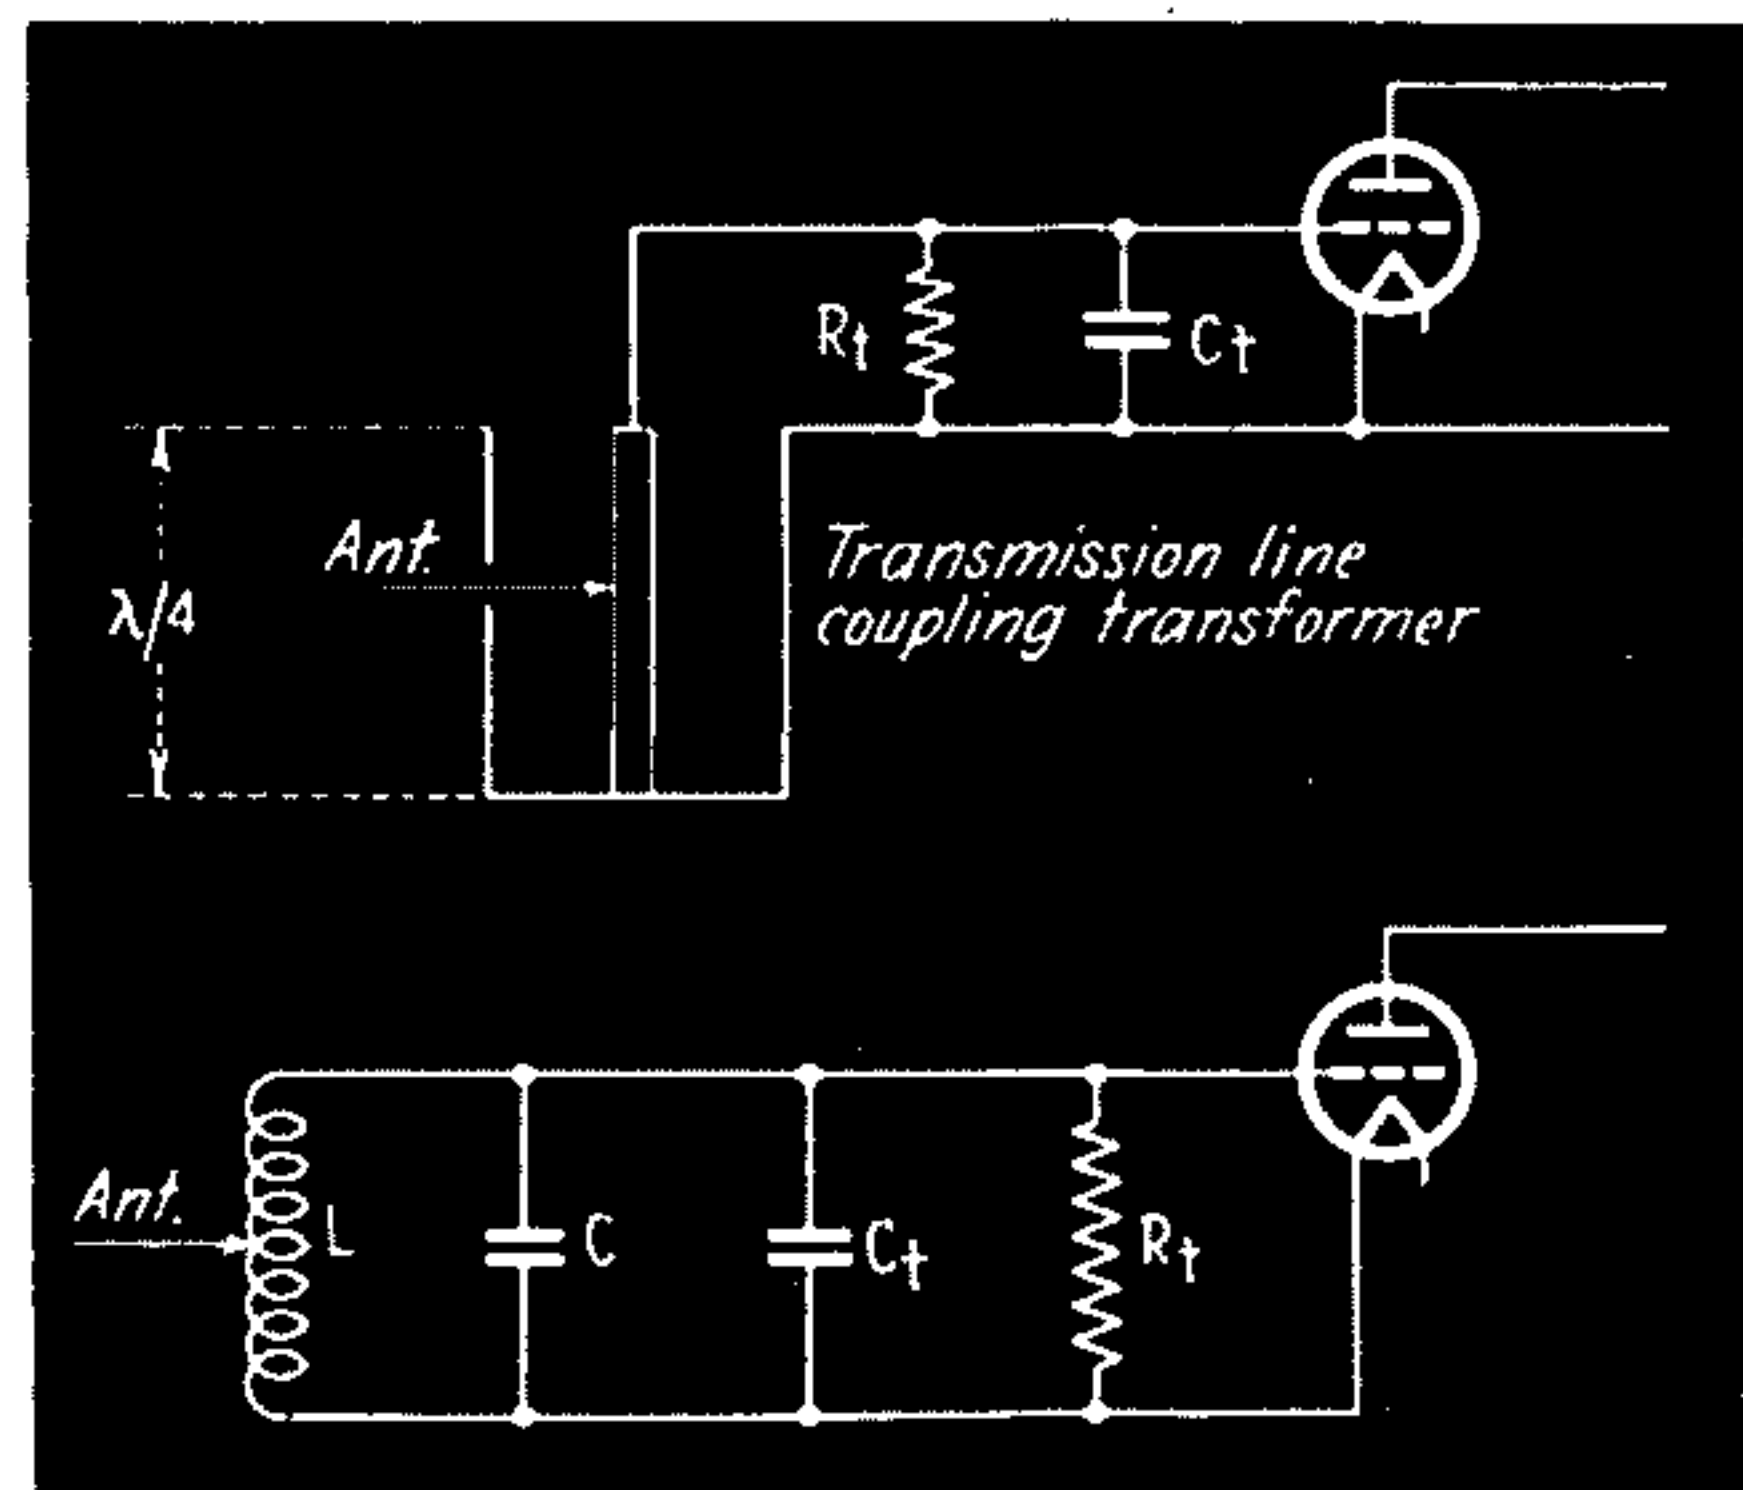 Rt
Ct
Ant.
λ/4
Transmission line
coupling transformer
Ant.
L
C
Ct
Rt